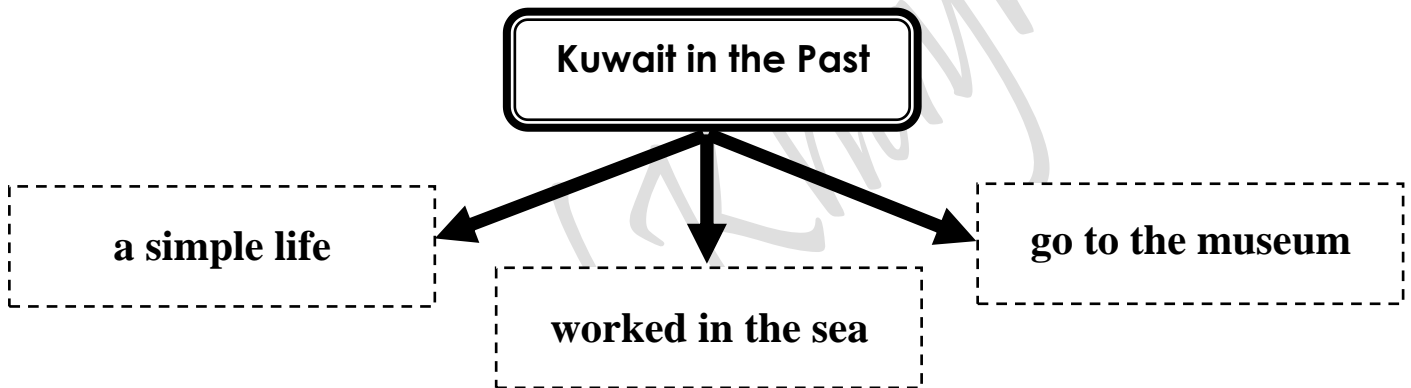 Kuwait in the Past
a simple life
go to the museum
worked in the sea